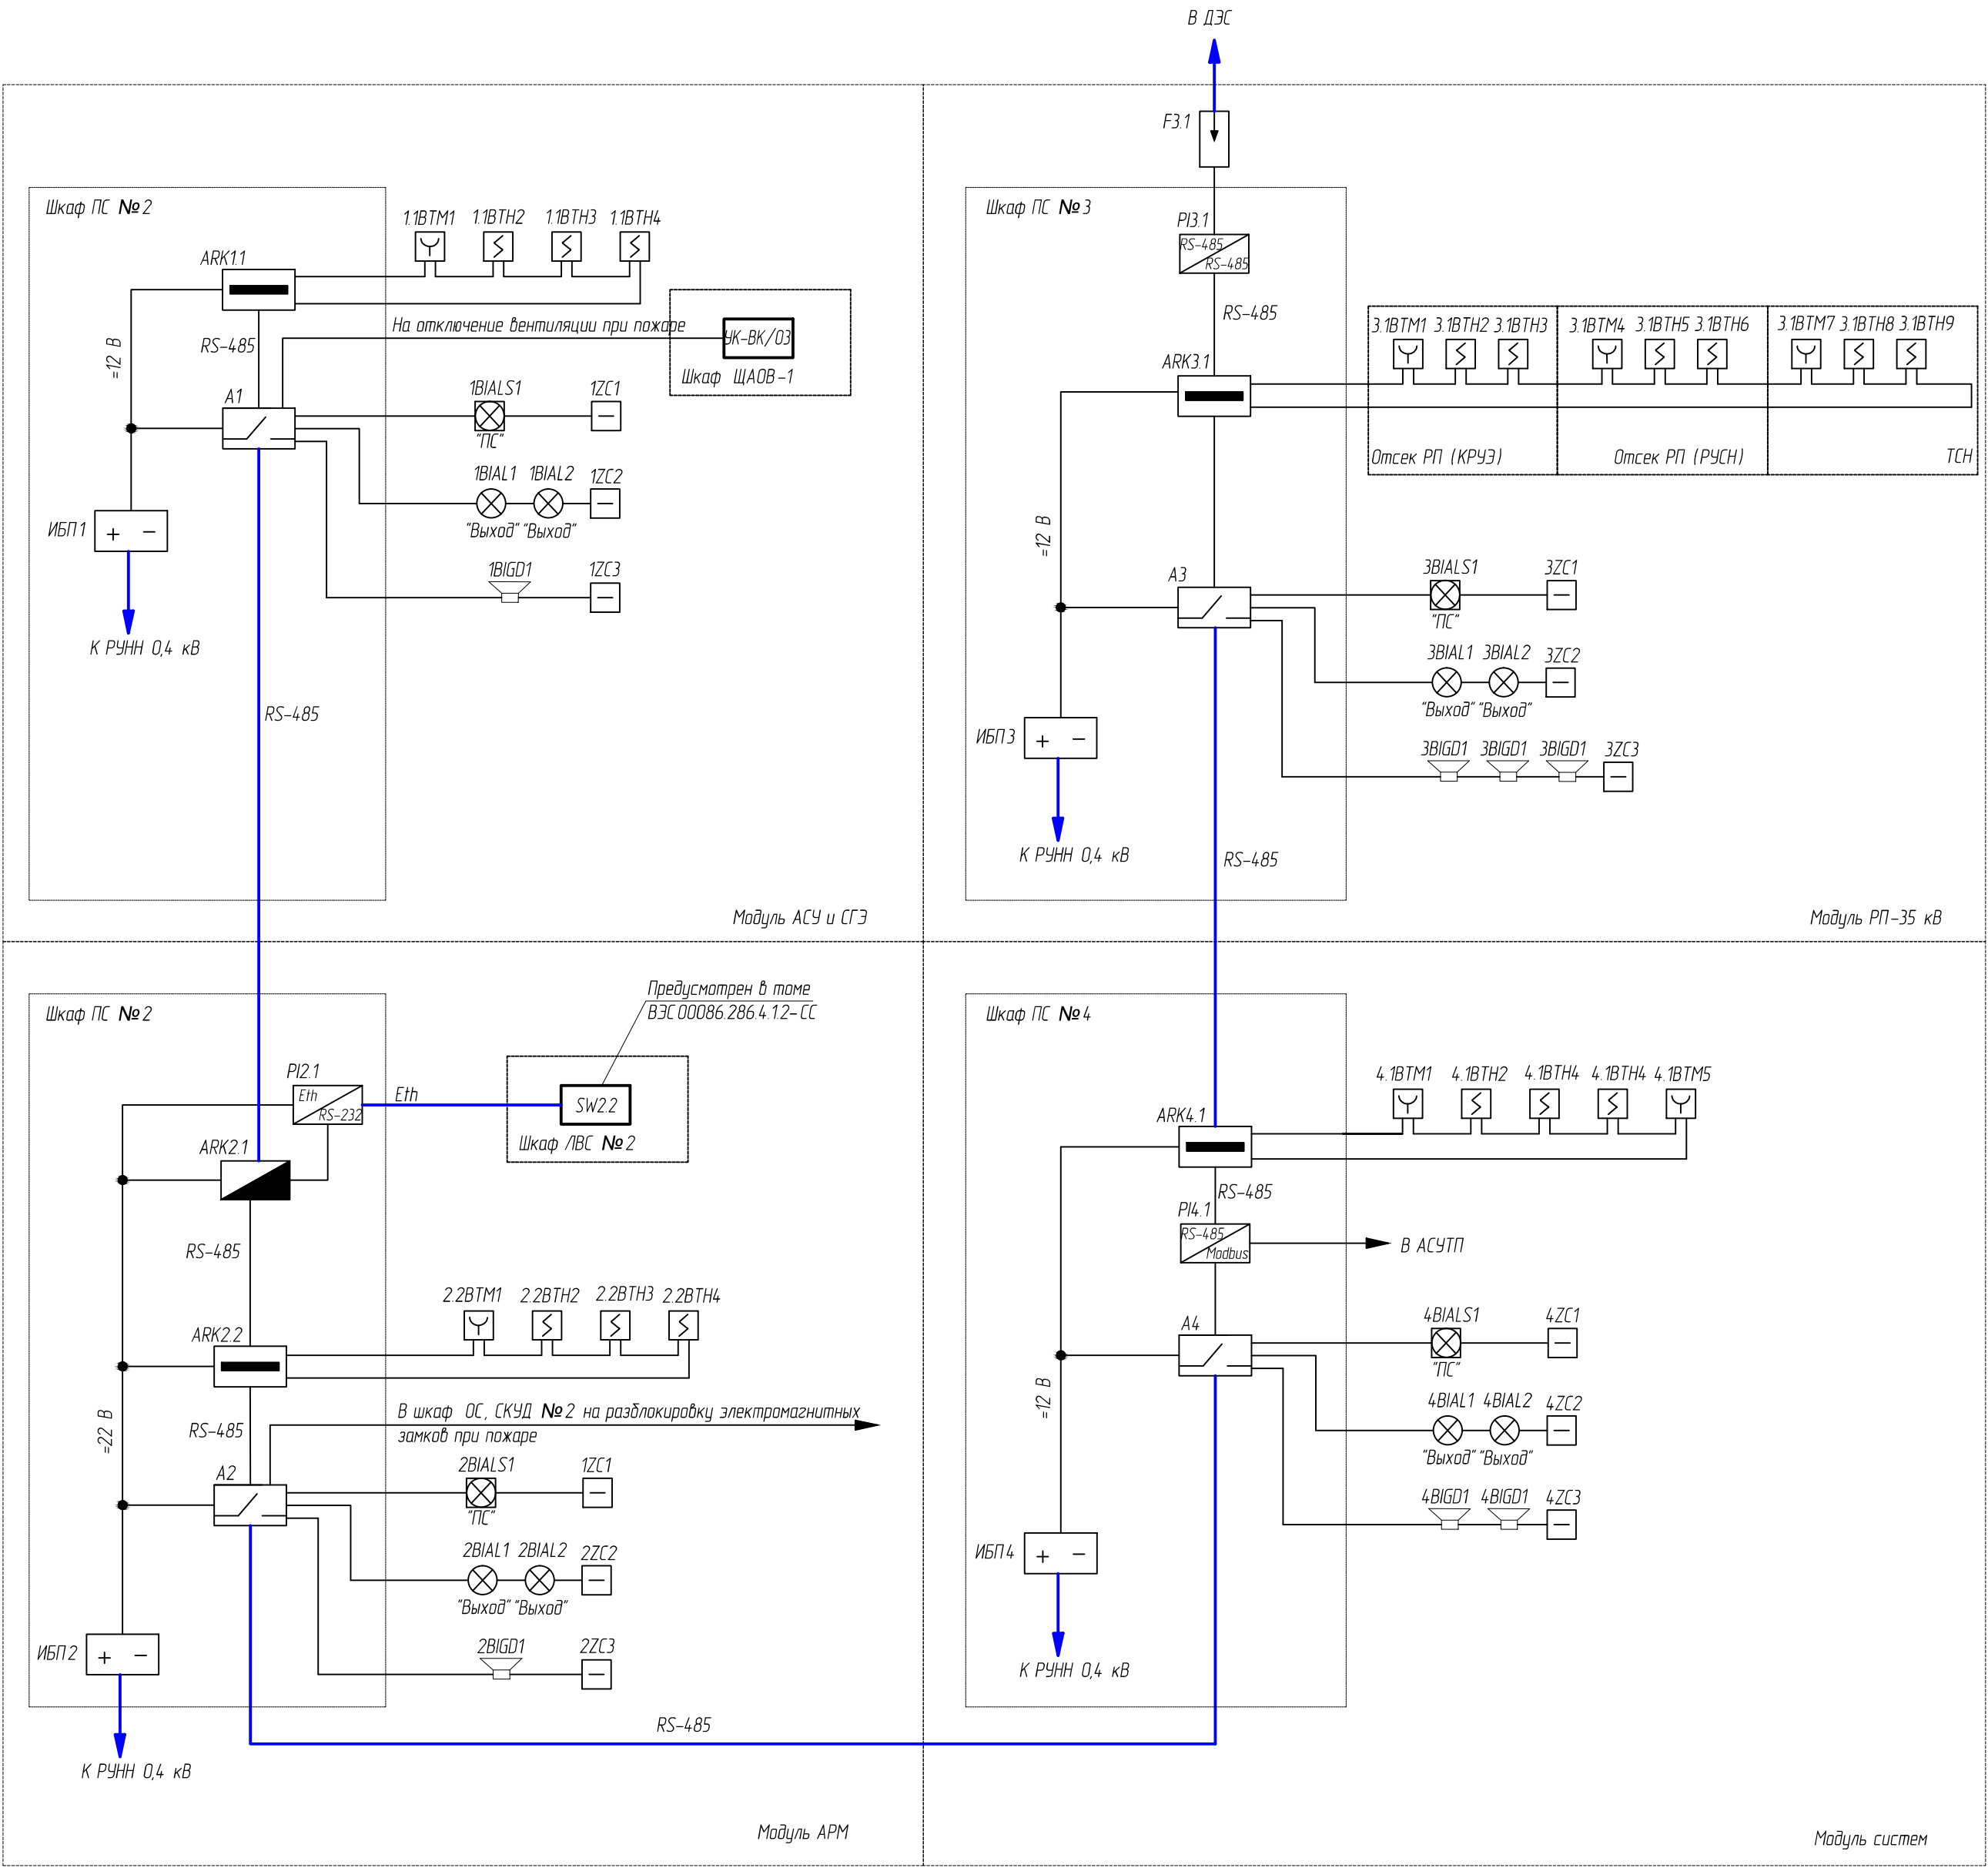 В ДЭС
F3.1
Шкаф ПС №2
1.1BTM1 1.1BTH2 1.1BTH3 1.1BTH4
ARK1.1
=12 В
RS-485
На отключение вентиляции при пожаре
УК-ВК/03
Шкаф ЩАОВ-1
A1
1BIALS1 1ZC1
"ПС"
1BIAL1 1BIAL2 1ZC2
"Выход" "Выход"
ИБП1
+ −
1BIGD1 1ZC3
К РУНН 0,4 кВ
RS-485
Модуль АСУ и СГЭ
Шкаф ПС №3
PI3.1
RS-485
RS-485
RS-485
ARK3.1
3.1BTM1 3.1BTH2 3.1BTH3 3.1BTM4 3.1BTH5 3.1BTH6 3.1BTM7 3.1BTH8 3.1BTH9
Отсек РП (КРУЭ) Отсек РП (РУСН) ТСН
=12 В
A3
3BIALS1 3ZC1
"ПС"
3BIAL1 3BIAL2 3ZC2
"Выход" "Выход"
ИБП3
+ −
3BIGD1 3BIGD1 3BIGD1 3ZC3
К РУНН 0,4 кВ
RS-485
Модуль РП-35 кВ
Шкаф ПС №2
Предусмотрен в томе
ВЭС00086.286.4.1.2-СС
PI2.1
Eth
RS-232
Eth
SW2.2
Шкаф ЛВС №2
ARK2.1
RS-485
2.2BTM1 2.2BTH2 2.2BTH3 2.2BTH4
ARK2.2
=22 В
RS-485
В шкаф ОС, СКУД №2 на разблокировку электромагнитных
замков при пожаре
A2
2BIALS1 1ZC1
"ПС"
2BIAL1 2BIAL2 2ZC2
"Выход" "Выход"
ИБП2
+ −
2BIGD1 2ZC3
К РУНН 0,4 кВ
RS-485
Модуль АРМ
Шкаф ПС №4
4.1BTM1 4.1BTH2 4.1BTH4 4.1BTH4 4.1BTM5
ARK4.1
RS-485
PI4.1
RS-485
Modbus
В АСУТП
A4
=12 В
4BIALS1 4ZC1
"ПС"
4BIAL1 4BIAL2 4ZC2
"Выход" "Выход"
4BIGD1 4BIGD1 4ZC3
ИБП4
+ −
К РУНН 0,4 кВ
Модуль систем